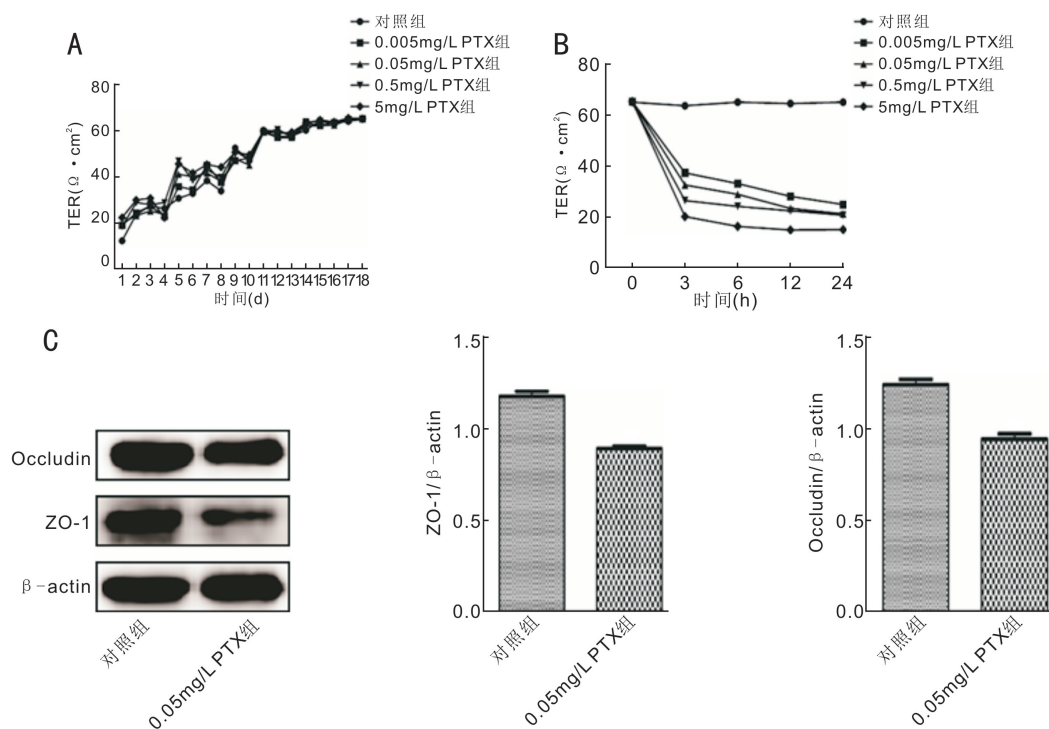 A
对照组
0.005mg/L PTX组
0.05mg/L PTX组
0.5mg/L PTX组
5mg/L PTX组
TER(Ω·cm²)
80
60
40
20
0
1 2 3 4 5 6 7 8 9 10 11 12 13 14 15 16 17 18
时间(d)
B
对照组
0.005mg/L PTX组
0.05mg/L PTX组
0.5mg/L PTX组
5mg/L PTX组
TER(Ω·cm²)
80
60
40
20
0
0 3 6 12 24
时间(h)
C
Occludin
ZO-1
β-actin
对照组
0.05mg/L PTX组
ZO-1/β-actin
1.5
1.0
0.5
0.0
对照组
0.05mg/L PTX组
Occludin/β-actin
1.5
1.0
0.5
0.0
对照组
0.05mg/L PTX组